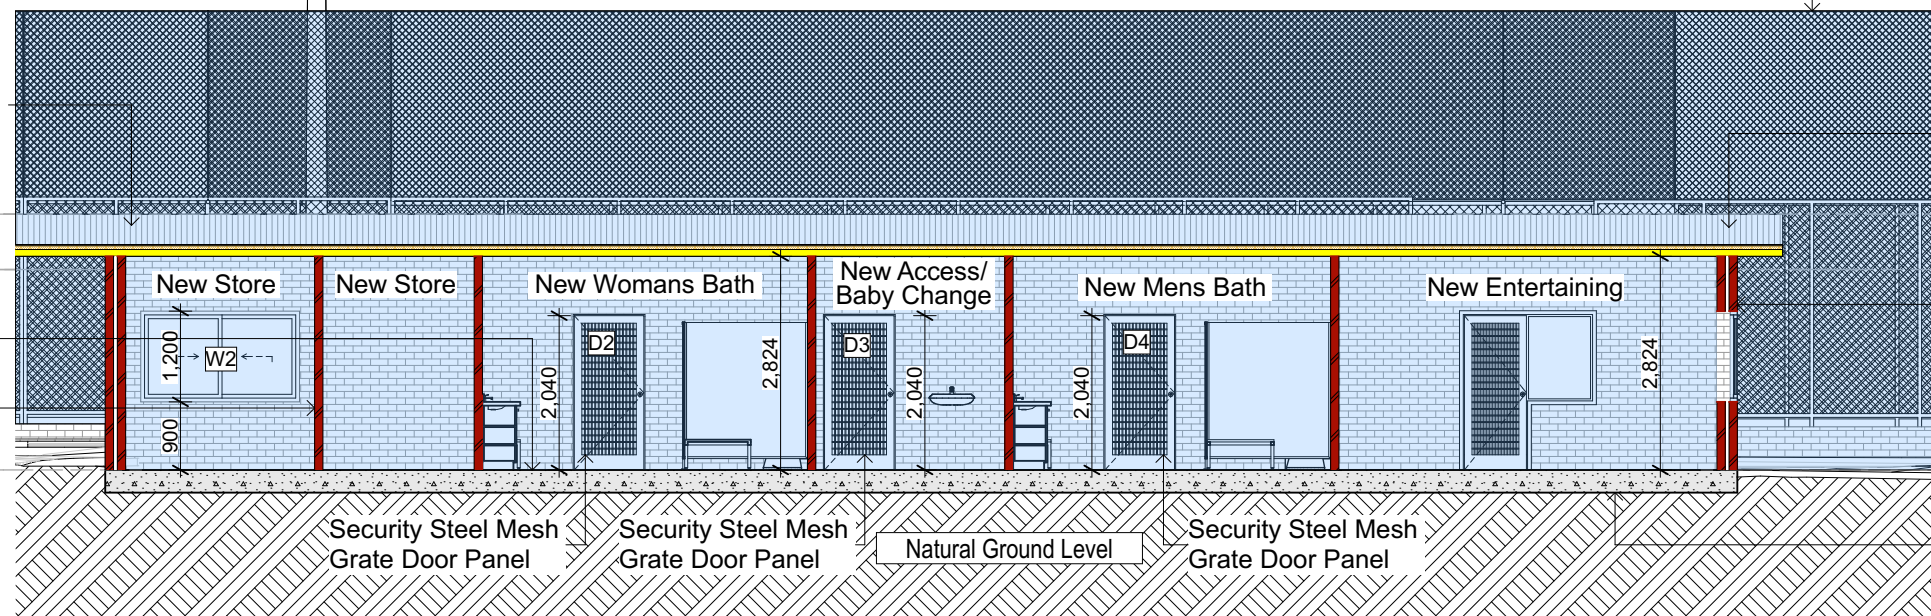 New Store
New Store
New Womans Bath
New Access/
Baby Change
New Mens Bath
New Entertaining
1,200
W2
900
2,040
D2
2,824
D3
2,040
2,040
D4
2,824
Security Steel Mesh
Grate Door Panel
Security Steel Mesh
Grate Door Panel
Natural Ground Level
Security Steel Mesh
Grate Door Panel